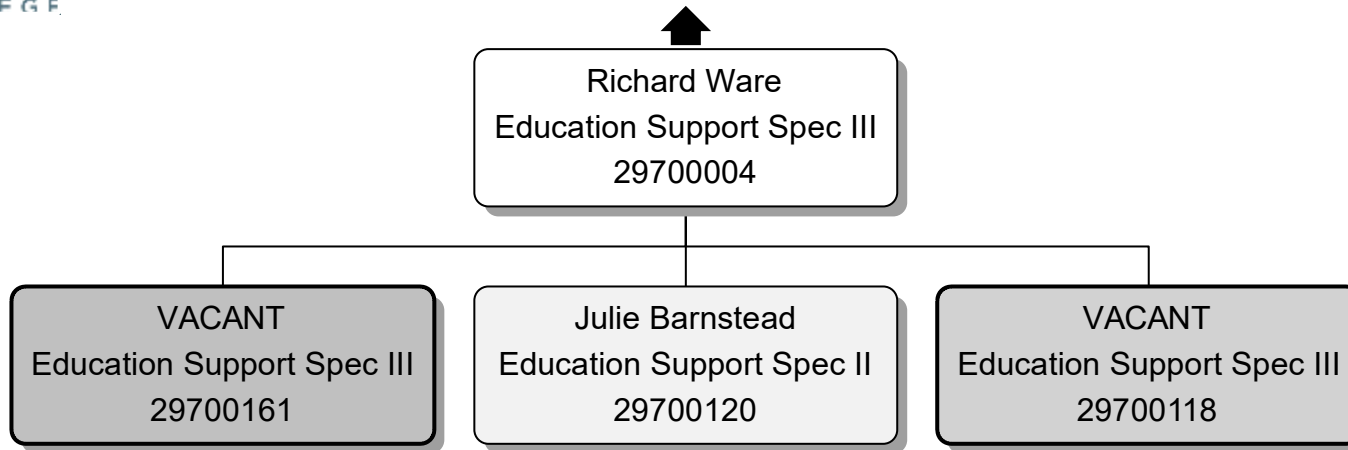 Richard Ware
Education Support Spec III
29700004
VACANT
Education Support Spec III
29700161
Julie Barnstead
Education Support Spec II
29700120
VACANT
Education Support Spec III
29700118